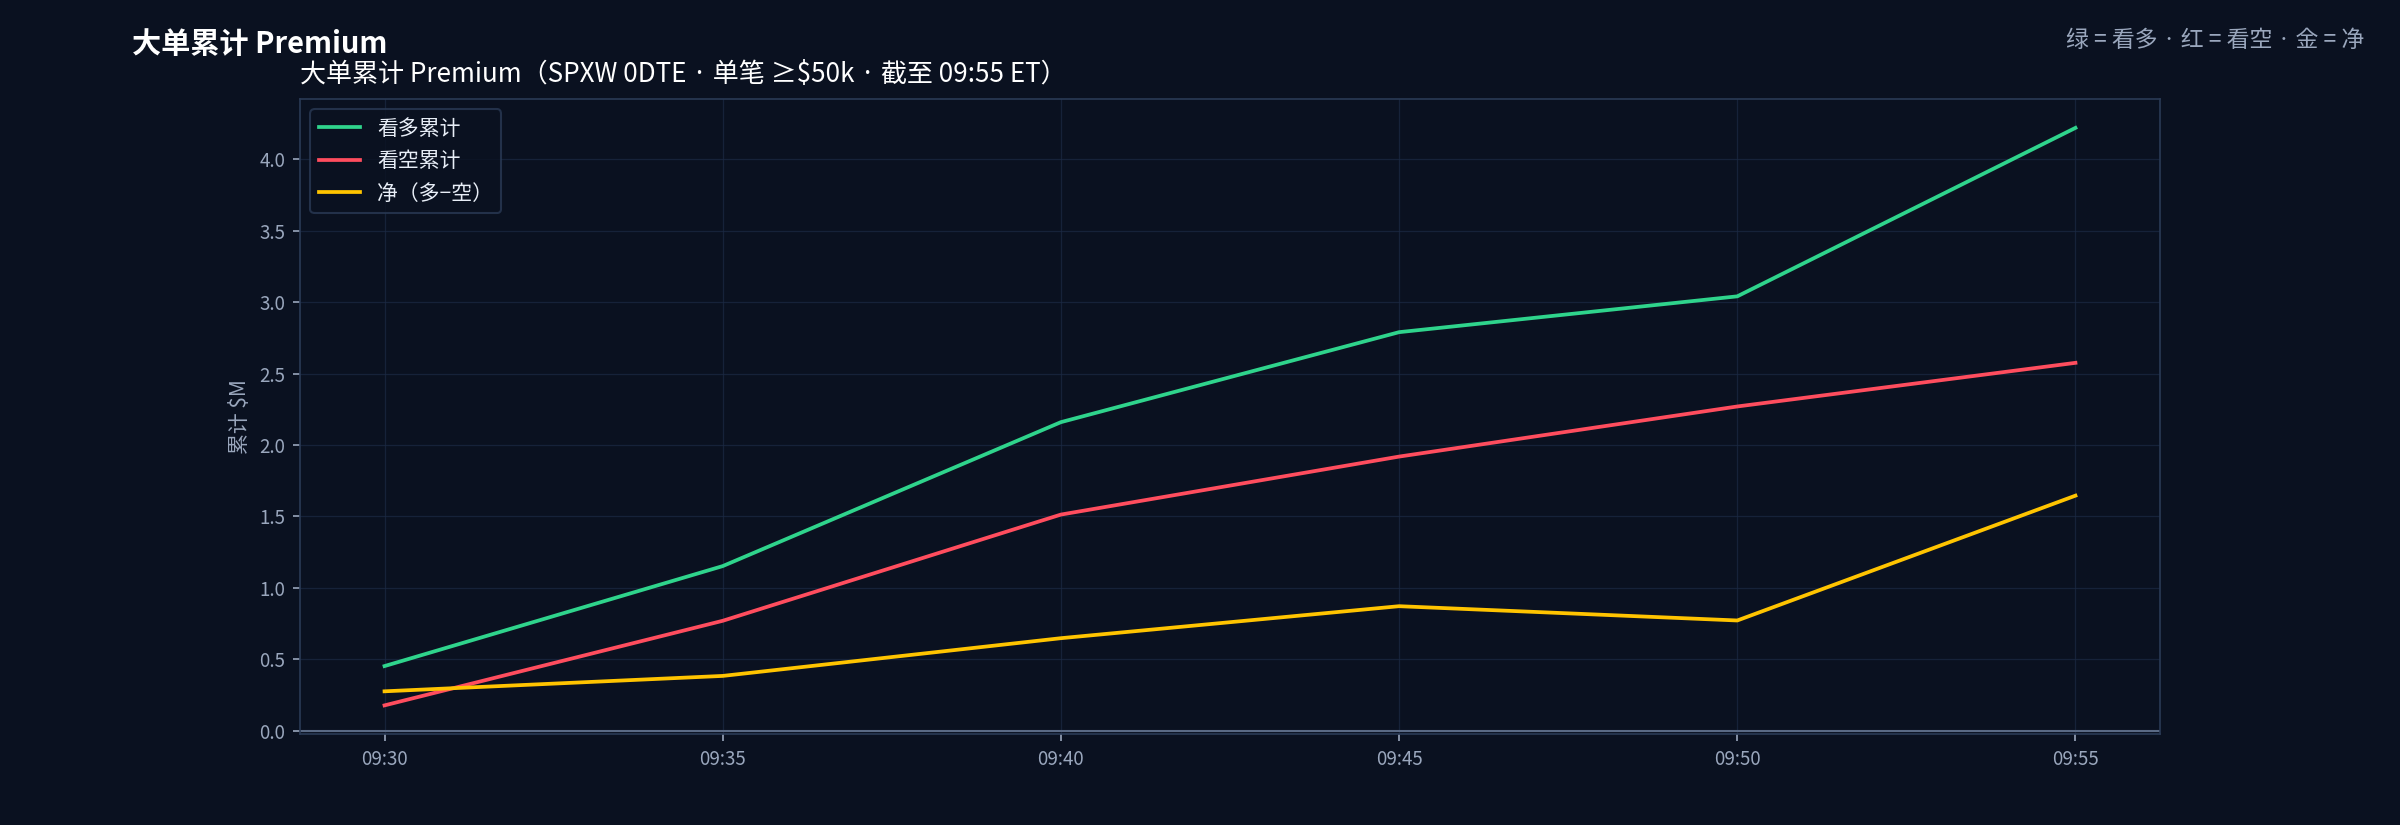 大单累计 Premium
绿 = 看多 · 红 = 看空 · 金 = 净
大单累计 Premium（SPXW 0DTE · 单笔 ≥$50k · 截至 09:55 ET）
看多累计
看空累计
净（多−空）
累计 $M
4.0
3.5
3.0
2.5
2.0
1.5
1.0
0.5
0.0
09:30 09:35 09:40 09:45 09:50 09:55